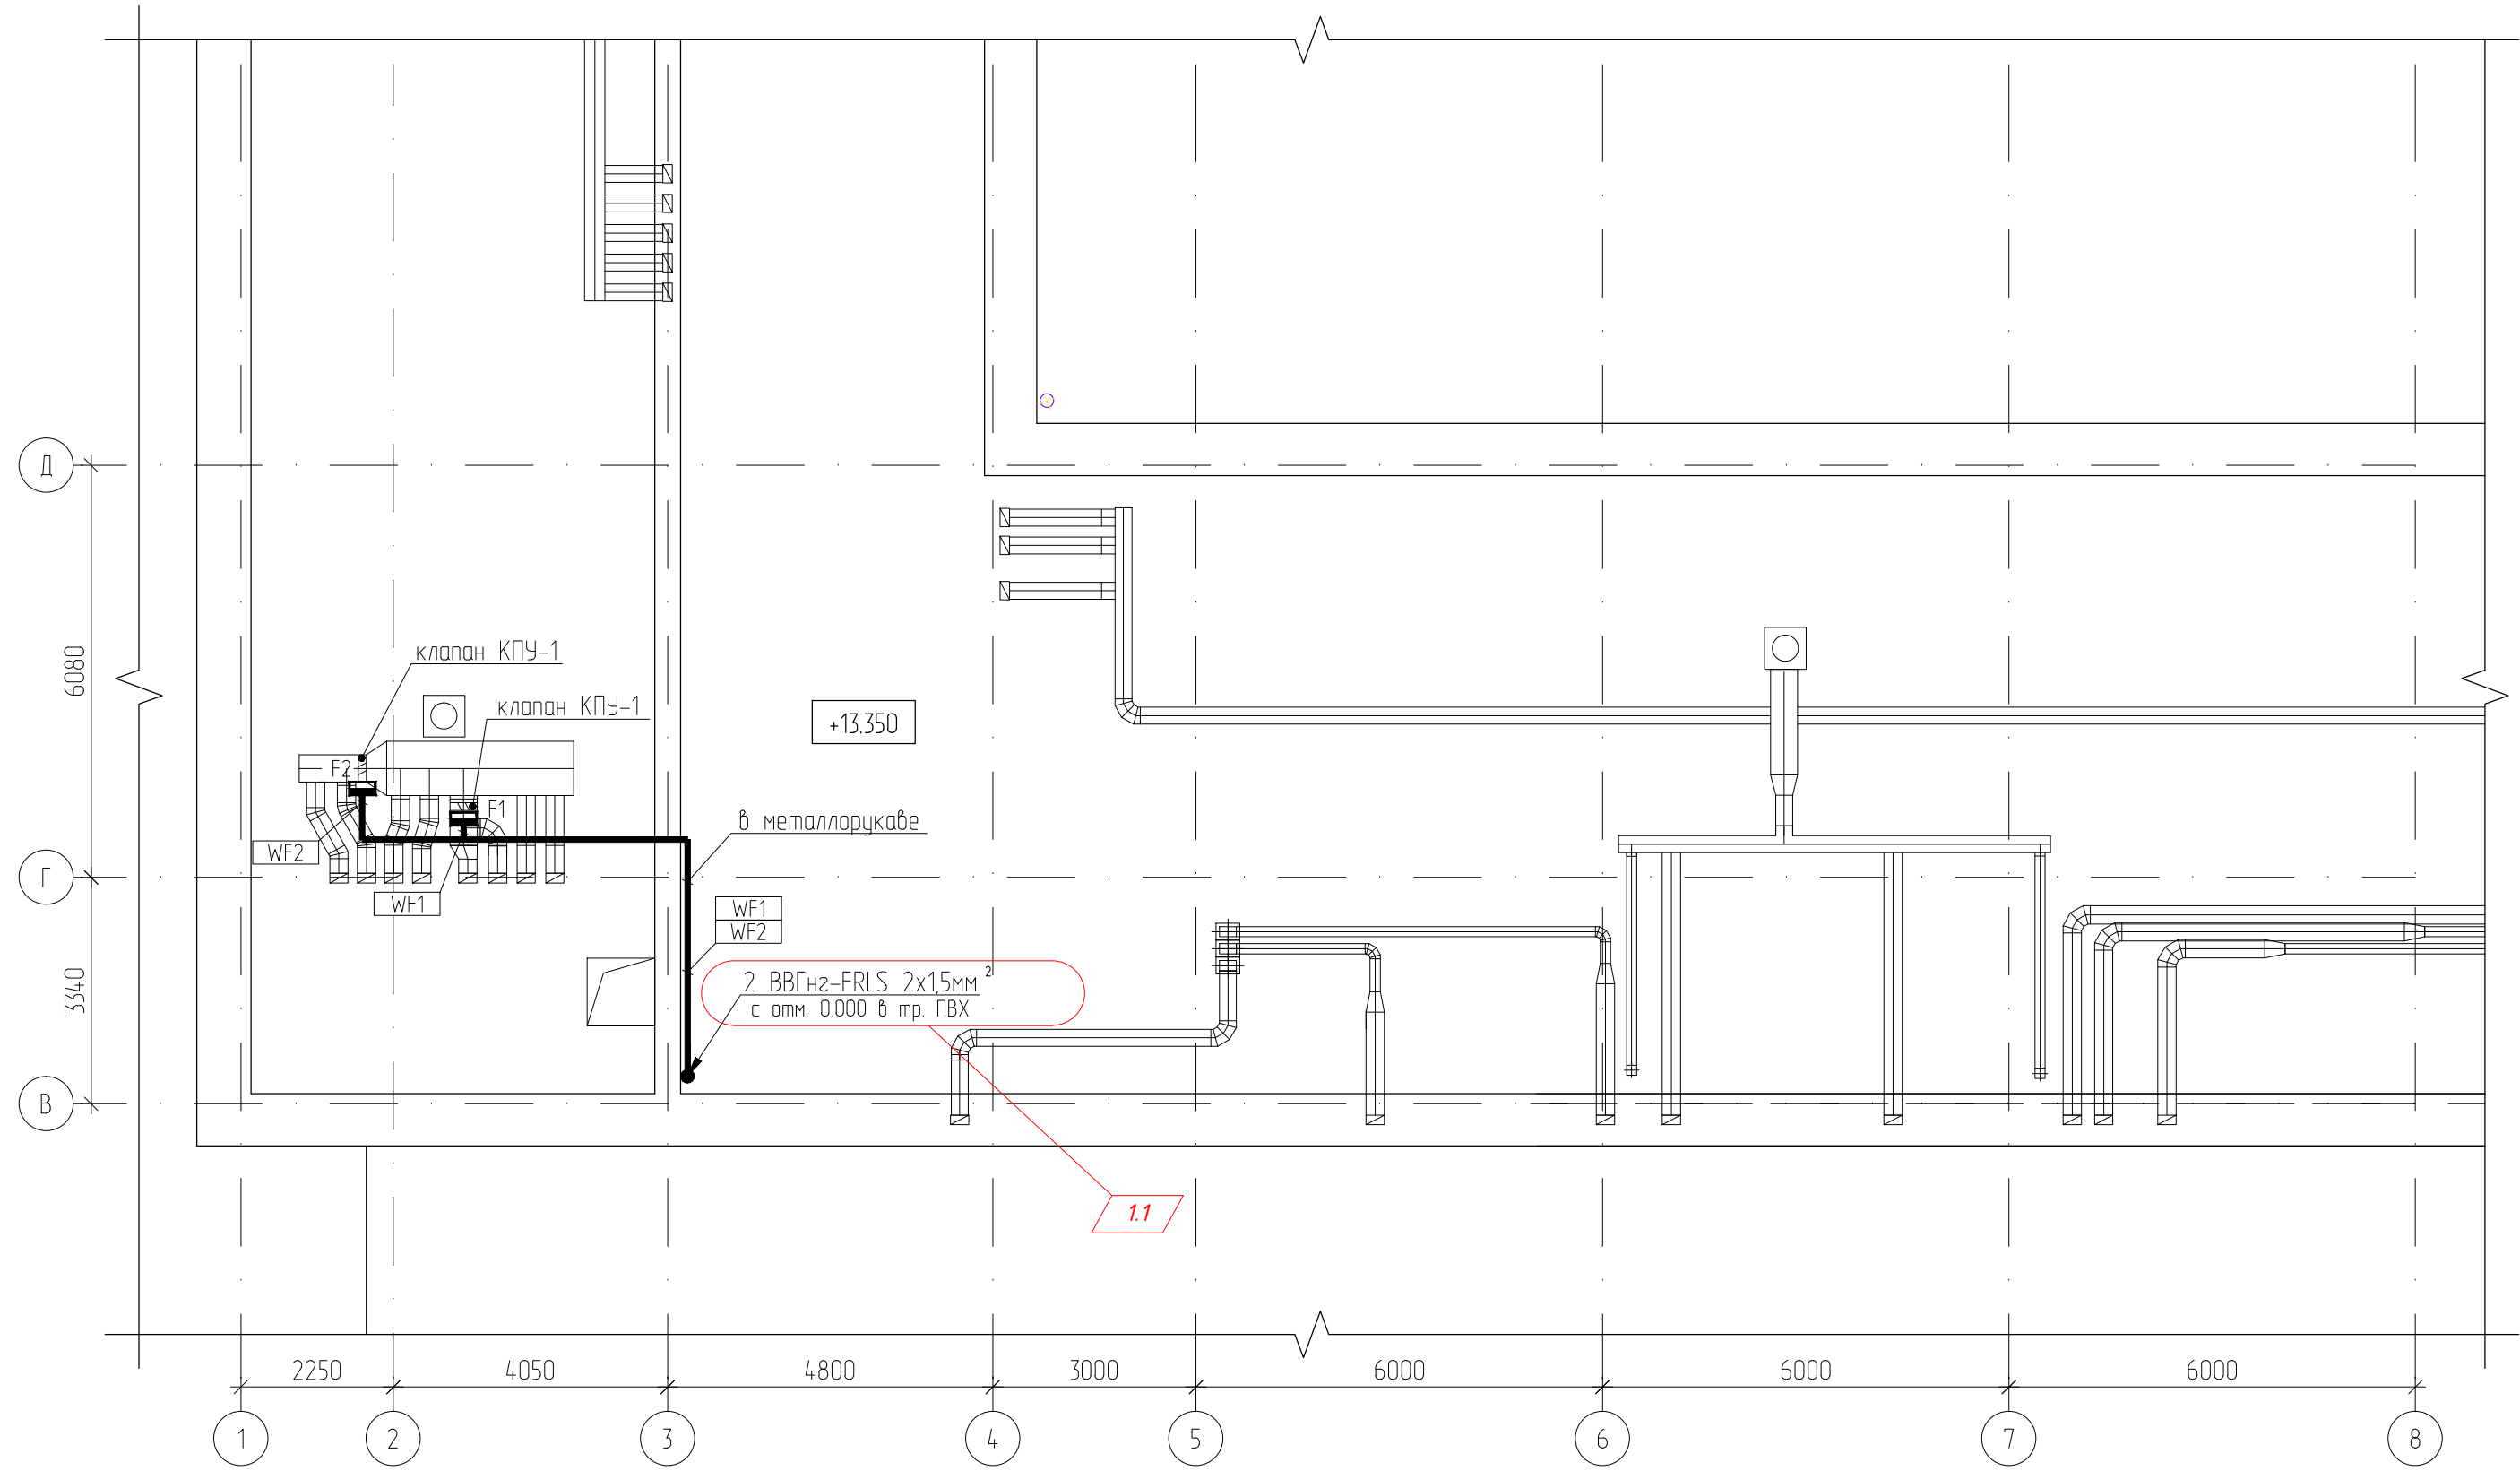 Д
6080
клапан КПУ-1
клапан КПУ-1
+13.350
F2
F1
в металлорукаве
WF2
Г
WF1
WF1
WF2
3340
2 ВВГнг-FRLS 2х1,5мм²
с отм. 0.000 в тр. ПВХ
В
1.1
2250
4050
4800
3000
6000
6000
6000
1
2
3
4
5
6
7
8